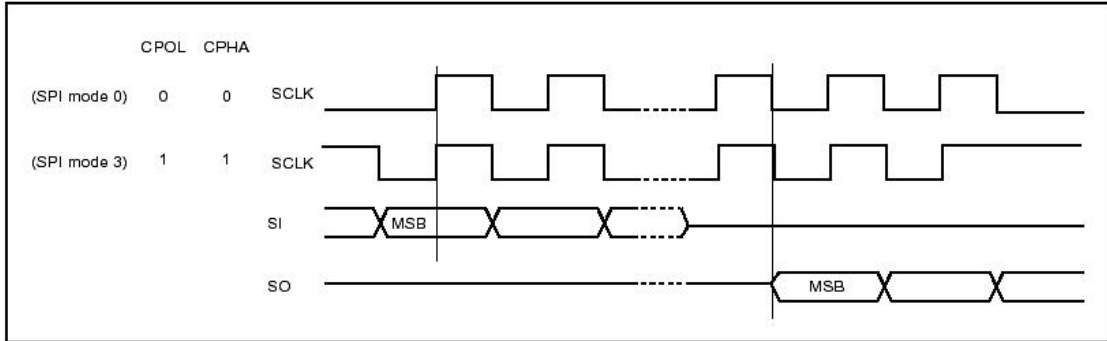 CPOL CPHA
(SPI mode 0) 0 0 SCLK
(SPI mode 3) 1 1 SCLK
SI MSB
SO MSB